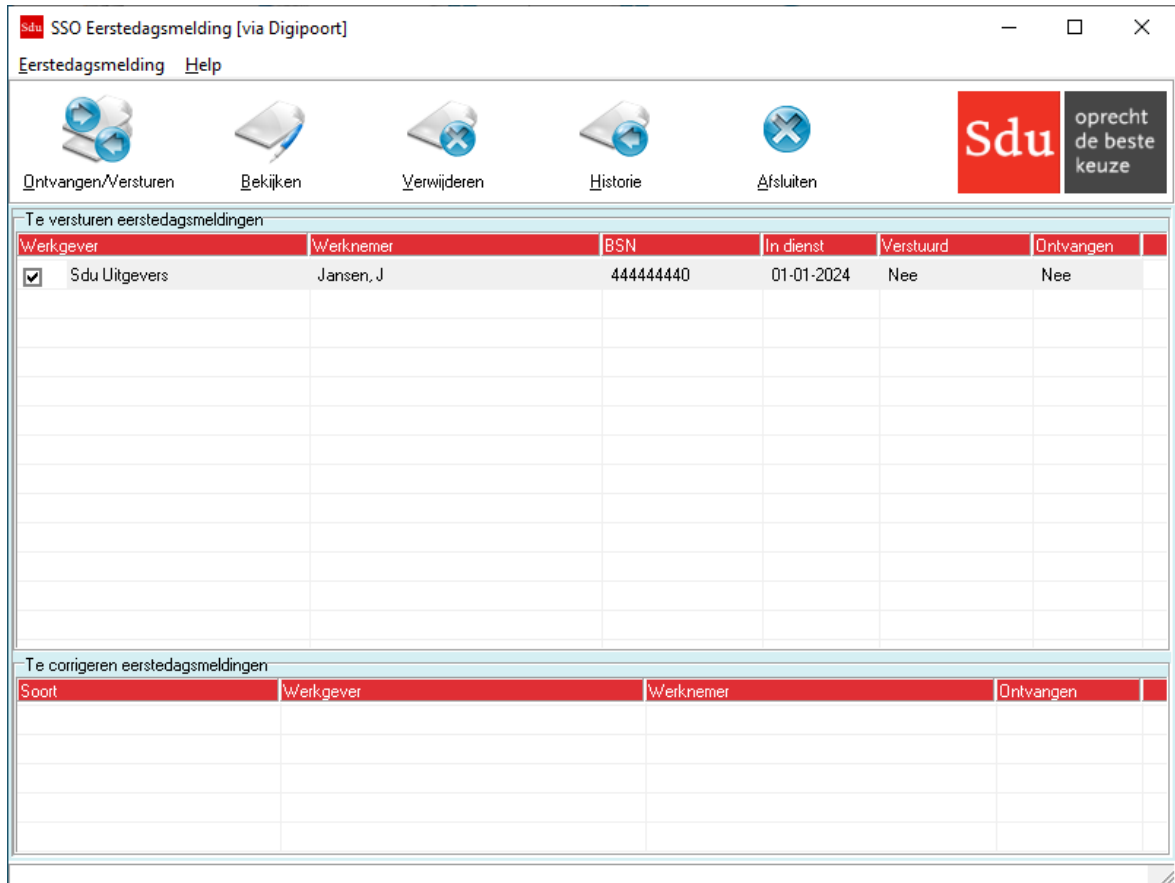 Sdu SSO Eerstedagsmelding [via Digipoort]
Eerstedagsmelding Help
Ontvangen/Versturen Bekijken Verwijderen Historie Afsluiten
Sdu
oprecht
de beste
keuze
Te versturen eerstedagsmeldingen
Werkgever Werknemer BSN In dienst Verstuurd Ontvangen
Sdu Uitgevers Jansen, J 444444440 01-01-2024 Nee Nee
Te corrigeren eerstedagsmeldingen
Soort Werkgever Werknemer Ontvangen